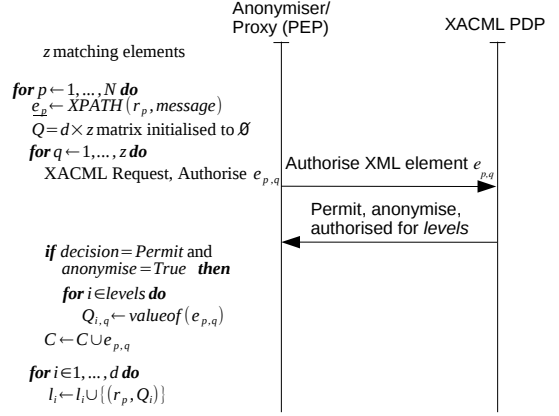 Anonymiser/
Proxy (PEP)
XACML PDP
z matching elements
for p ← 1, ... , N do
e_p ← XPATH(r_p, message)
Q = d × z matrix initialised to ∅
for q ← 1, ... , z do
XACML Request, Authorise e_{p,q}
Authorise XML element e_{p,q}
Permit, anonymise,
authorised for levels
if decision = Permit and
anonymise = True then
for i ∈ levels do
Q_{i,q} ← valueof(e_{p,q})
C ← C ∪ e_{p,q}
for i ∈ 1, ... , d do
l_i ← l_i ∪ {(r_p, Q_i)}